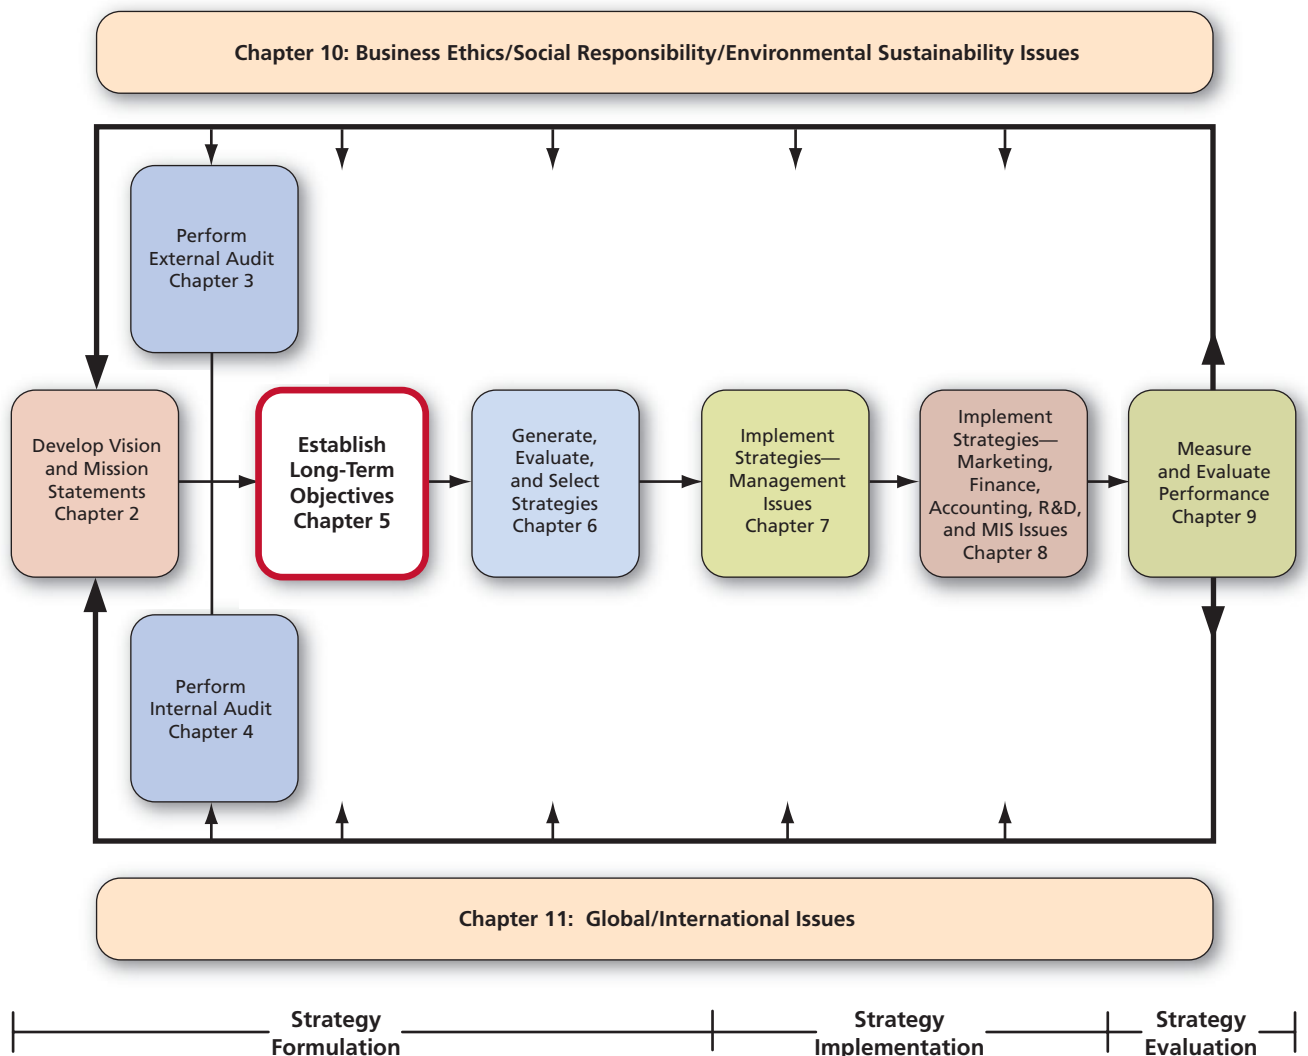 Chapter 10: Business Ethics/Social Responsibility/Environmental Sustainability Issues
Perform
External Audit
Chapter 3
Develop Vision
and Mission
Statements
Chapter 2
Establish
Long-Term
Objectives
Chapter 5
Generate,
Evaluate,
and Select
Strategies
Chapter 6
Implement
Strategies—
Management
Issues
Chapter 7
Implement
Strategies—
Marketing,
Finance,
Accounting, R&D,
and MIS Issues
Chapter 8
Measure
and Evaluate
Performance
Chapter 9
Perform
Internal Audit
Chapter 4
Chapter 11: Global/International Issues
Strategy
Formulation
Strategy
Implementation
Strategy
Evaluation